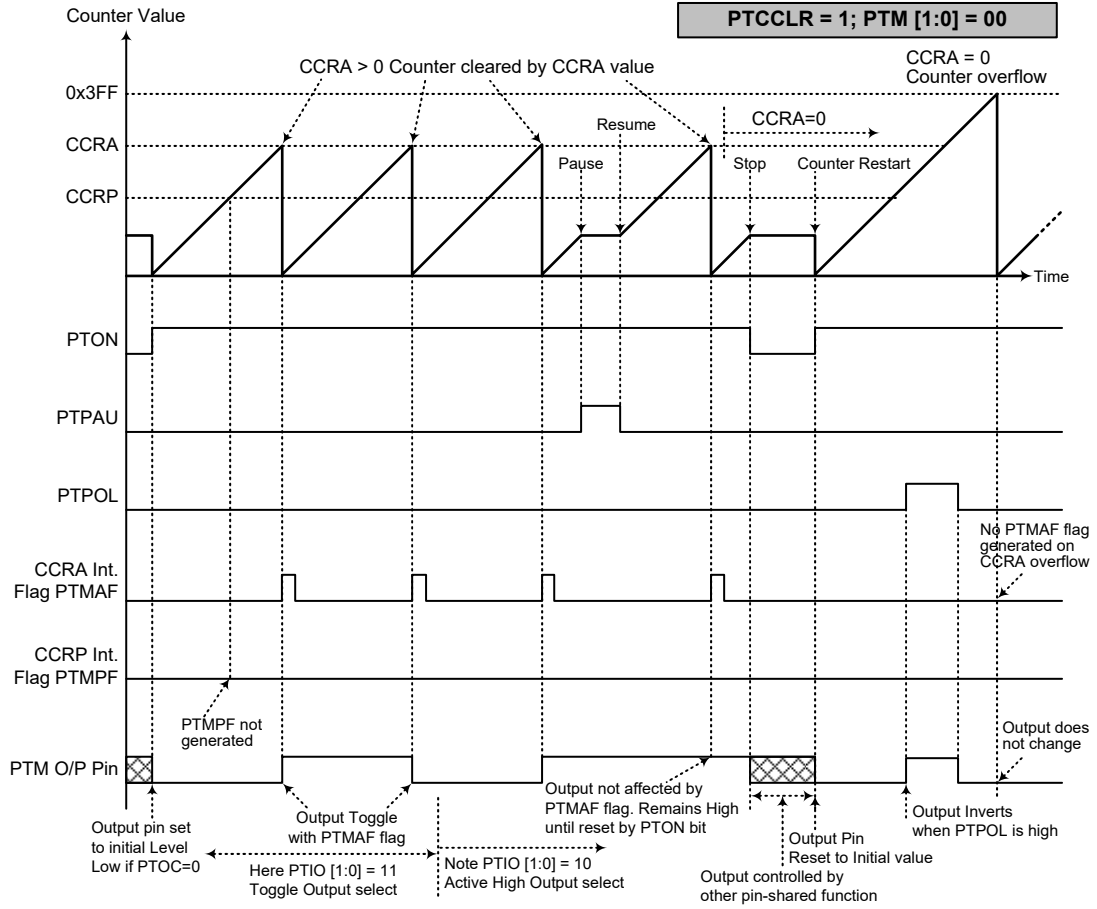 Counter Value
PTCCLR = 1; PTM [1:0] = 00
CCRA = 0
Counter overflow
CCRA > 0 Counter cleared by CCRA value
0x3FF
CCRA=0
Resume
CCRA
Pause
Stop
Counter Restart
CCRP
Time
PTON
PTPAU
PTPOL
No PTMAF flag
generated on
CCRA overflow
CCRA Int.
Flag PTMAF
CCRP Int.
Flag PTMPF
PTMPF not
generated
Output does
not change
PTM O/P Pin
Output pin set
to initial Level
Low if PTOC=0
Output Toggle
with PTMAF flag
Output not affected by
PTMAF flag. Remains High
until reset by PTON bit
Output Inverts
when PTPOL is high
Output Pin
Reset to Initial value
Here PTIO [1:0] = 11
Toggle Output select
Note PTIO [1:0] = 10
Active High Output select
Output controlled by
other pin-shared function